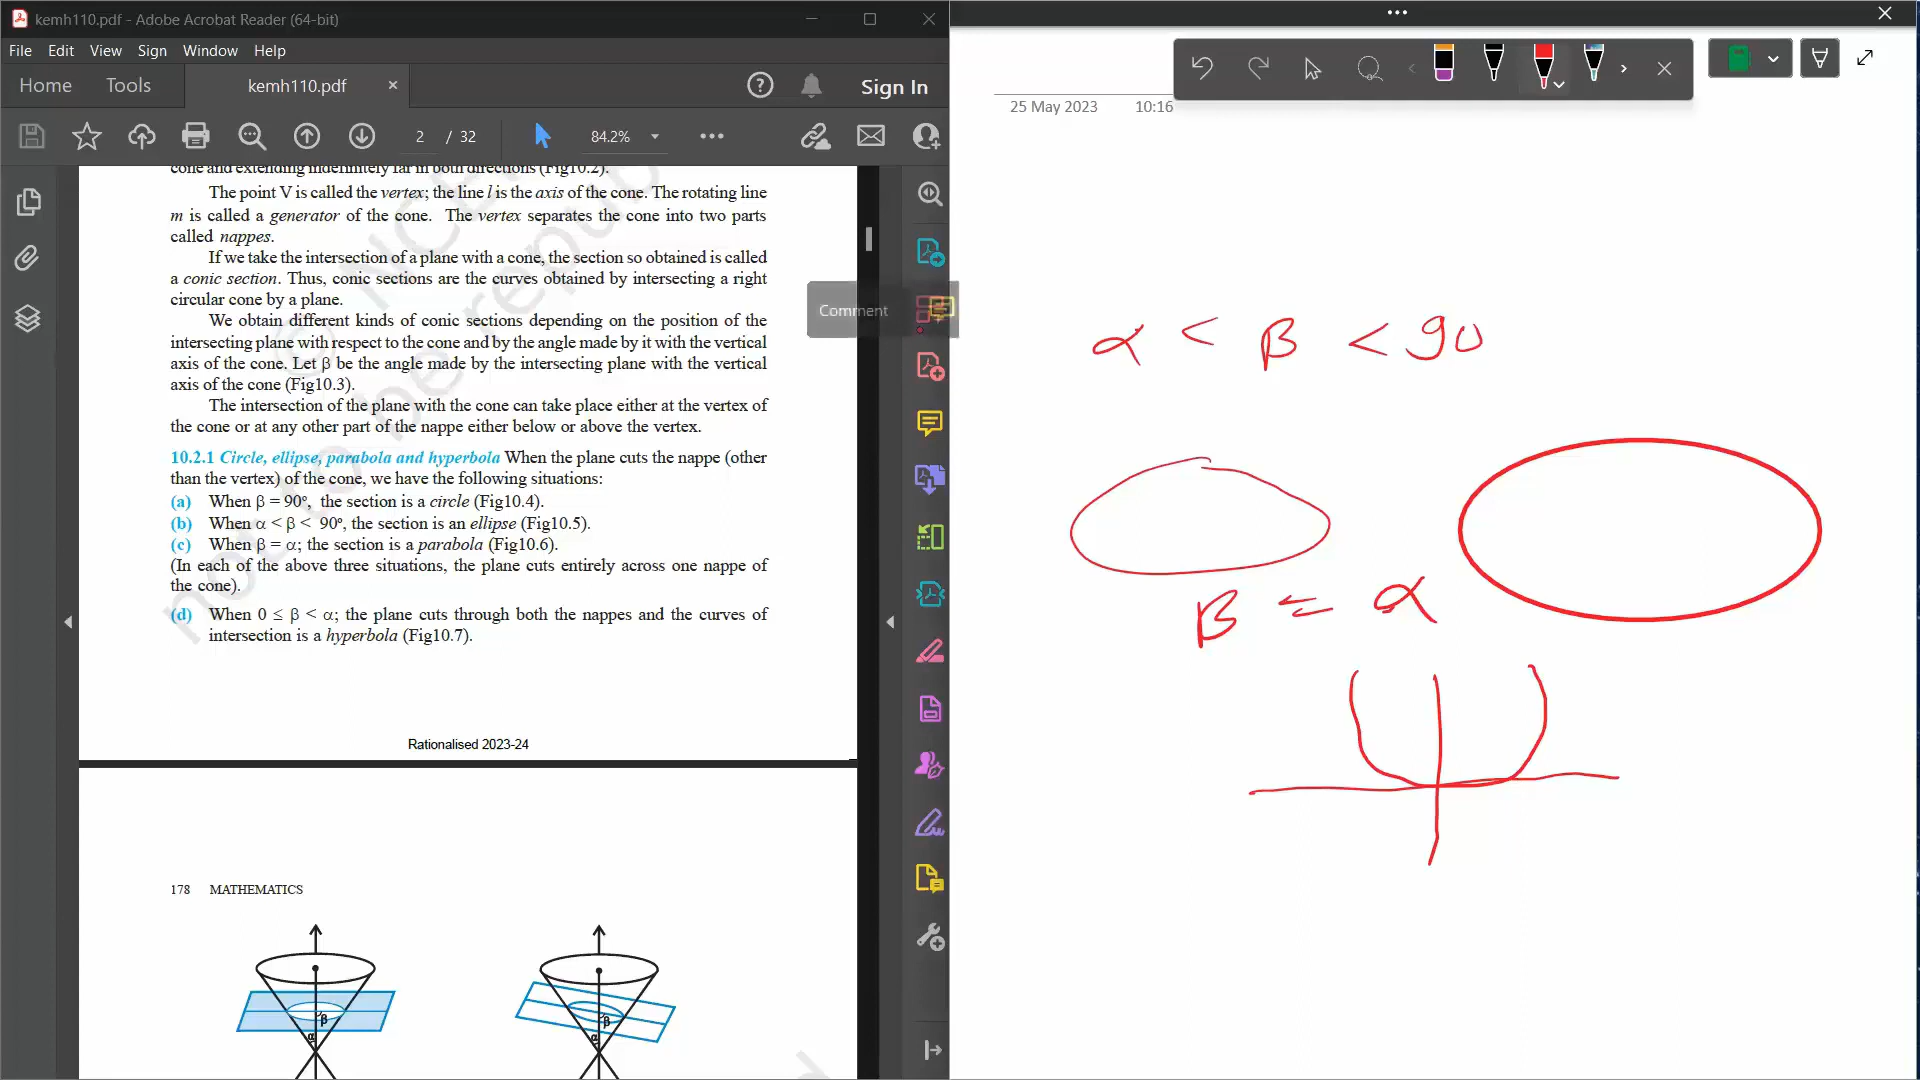 kemh110.pdf - Adobe Acrobat Reader (64-bit)
File Edit View Sign Window Help
Home Tools kemh110.pdf Sign In
2 / 32 84.2%
cone and extending indefinitely far in both directions (Fig10.2).
The point V is called the vertex; the line l is the axis of the cone. The rotating line
m is called a generator of the cone. The vertex separates the cone into two parts
called nappes.
If we take the intersection of a plane with a cone, the section so obtained is called
a conic section. Thus, conic sections are the curves obtained by intersecting a right
circular cone by a plane.
We obtain different kinds of conic sections depending on the position of the
intersecting plane with respect to the cone and by the angle made by it with the vertical
axis of the cone. Let β be the angle made by the intersecting plane with the vertical
axis of the cone (Fig10.3).
The intersection of the plane with the cone can take place either at the vertex of
the cone or at any other part of the nappe either below or above the vertex.
10.2.1 Circle, ellipse, parabola and hyperbola When the plane cuts the nappe (other
than the vertex) of the cone, we have the following situations:
(a) When β = 90°, the section is a circle (Fig10.4).
(b) When α < β < 90°, the section is an ellipse (Fig10.5).
(c) When β = α; the section is a parabola (Fig10.6).
(In each of the above three situations, the plane cuts entirely across one nappe of
the cone).
(d) When 0 ≤ β < α; the plane cuts through both the nappes and the curves of
intersection is a hyperbola (Fig10.7).
Rationalised 2023-24
178 MATHEMATICS
β
α
β
α
Comment
25 May 2023 10:16
α < β < 90
β = α